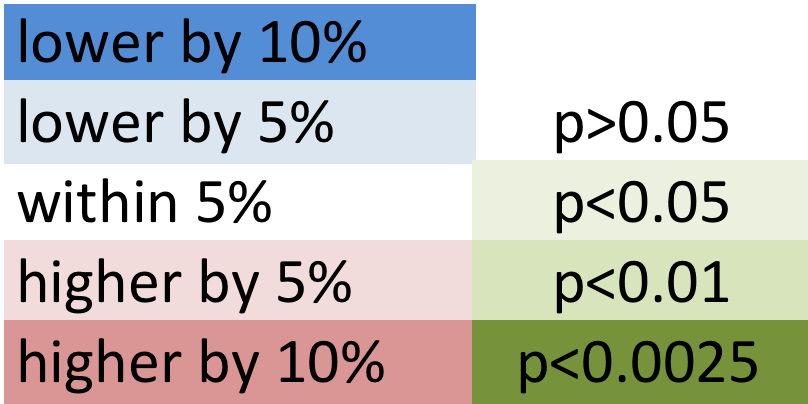 lower by 10%
lower by 5% p>0.05
within 5% p<0.05
higher by 5% p<0.01
higher by 10% p<0.0025